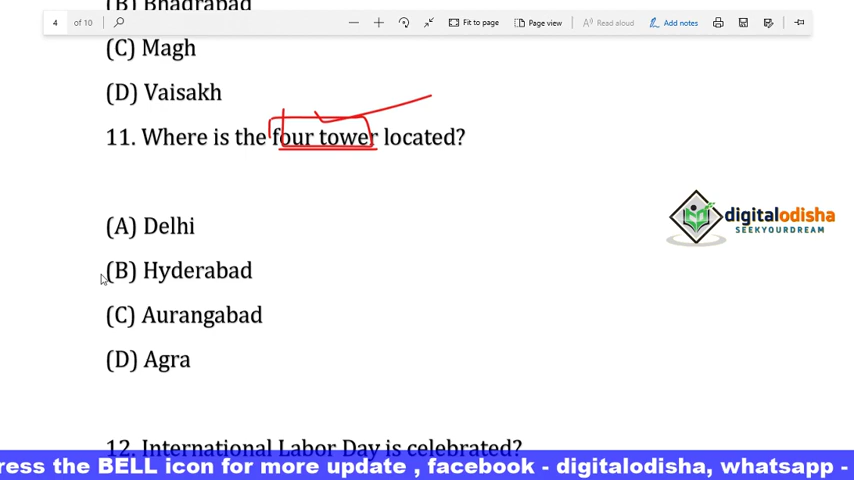 (B) Bhadrabad
4 of 10 Fit to page Page view Read aloud Add notes
(C) Magh
(D) Vaisakh
11. Where is the four tower located?
(A) Delhi
digitalodisha
SEEKYOURDREAM
(B) Hyderabad
(C) Aurangabad
(D) Agra
12. International Labor Day is celebrated?
ress the BELL icon for more update , facebook - digitalodisha, whatsapp -